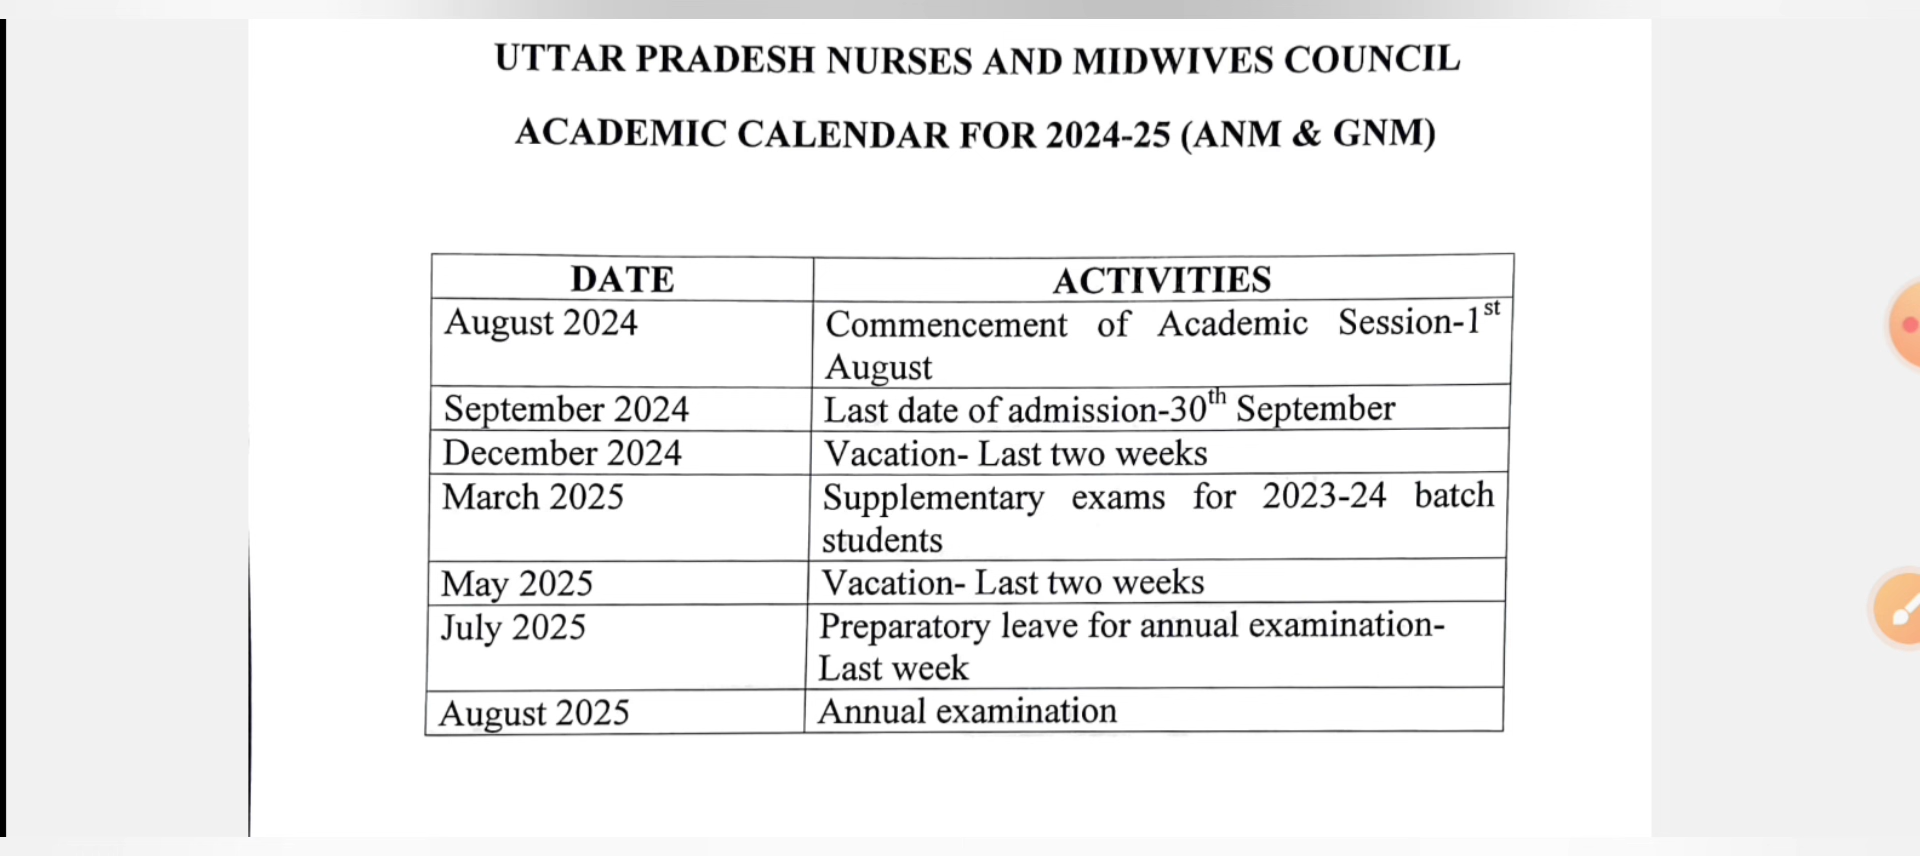 UTTAR PRADESH NURSES AND MIDWIVES COUNCIL
ACADEMIC CALENDAR FOR 2024-25 (ANM & GNM)
DATE ACTIVITIES
August 2024 Commencement of Academic Session-1st
August
September 2024 Last date of admission-30th September
December 2024 Vacation- Last two weeks
March 2025 Supplementary exams for 2023-24 batch
students
May 2025 Vacation- Last two weeks
July 2025 Preparatory leave for annual examination-
Last week
August 2025 Annual examination